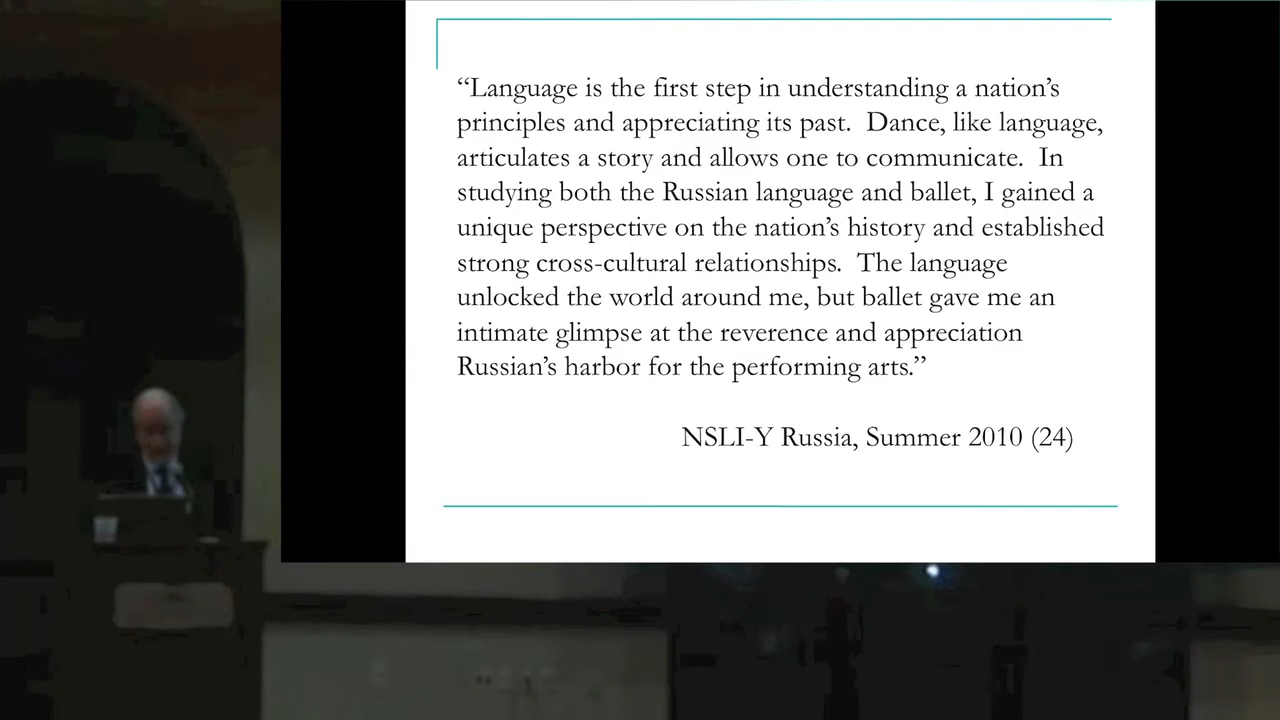 “Language is the first step in understanding a nation’s
principles and appreciating its past.  Dance, like language,
articulates a story and allows one to communicate.  In
studying both the Russian language and ballet, I gained a
unique perspective on the nation’s history and established
strong cross-cultural relationships.  The language
unlocked the world around me, but ballet gave me an
intimate glimpse at the reverence and appreciation
Russian’s harbor for the performing arts.”
NSLI-Y Russia, Summer 2010 (24)